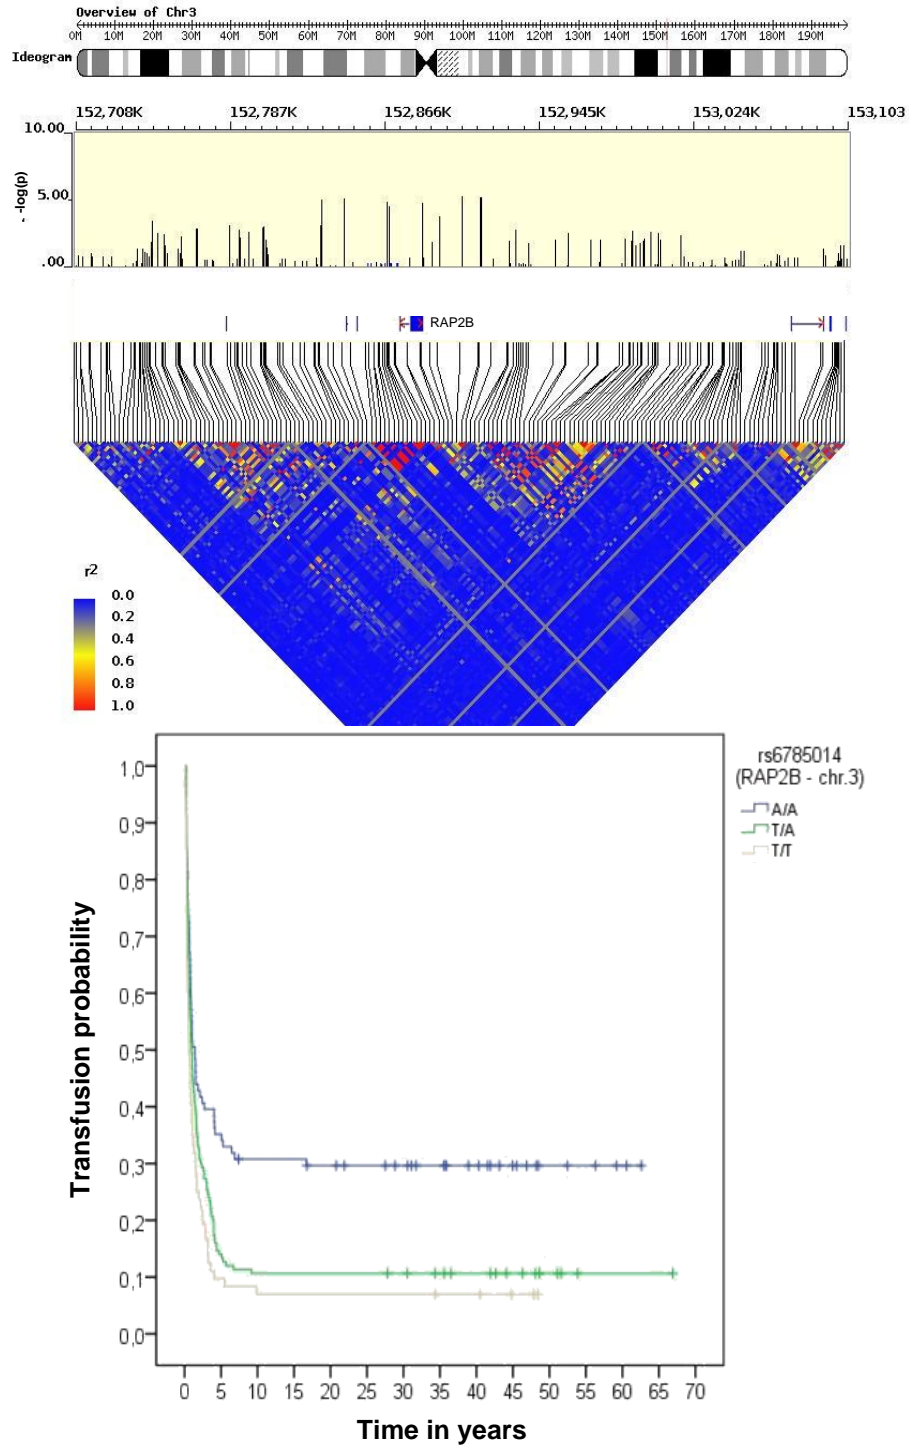 Overview of Chr3
0M 10M 20M 30M 40M 50M 60M 70M 80M 90M 100M 110M 120M 130M 140M 150M 160M 170M 180M 190M
Ideogram
152,708K 152,787K 152,866K 152,945K 153,024K 153,103
10.00
5.00
.00
- -log(p)
RAP2B
r2
0.0
0.2
0.4
0.6
0.8
1.0
rs6785014
(RAP2B - chr.3)
A/A
T/A
T/T
1,0
0,9
0,8
0,7
0,6
0,5
0,4
0,3
0,2
0,1
0,0
Transfusion probability
0 5 10 15 20 25 30 35 40 45 50 55 60 65 70
Time in years